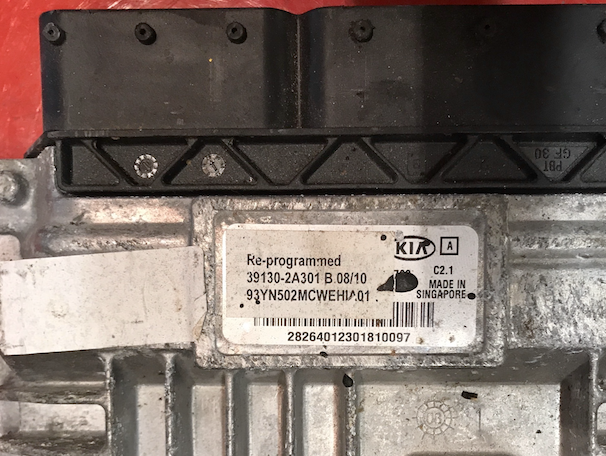 PBT
GF 30
KIA A
Re-programmed
39130-2A301 B 08/10
C2.1
93YN502MCWEHIA01
MADE IN
SINGAPORE
28264012301810097